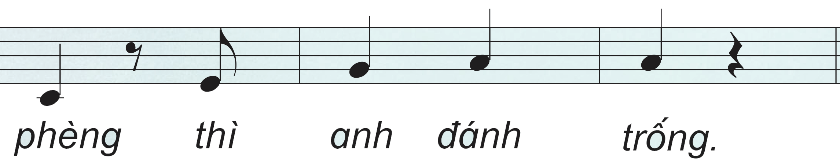 phèng thì anh đánh trống.